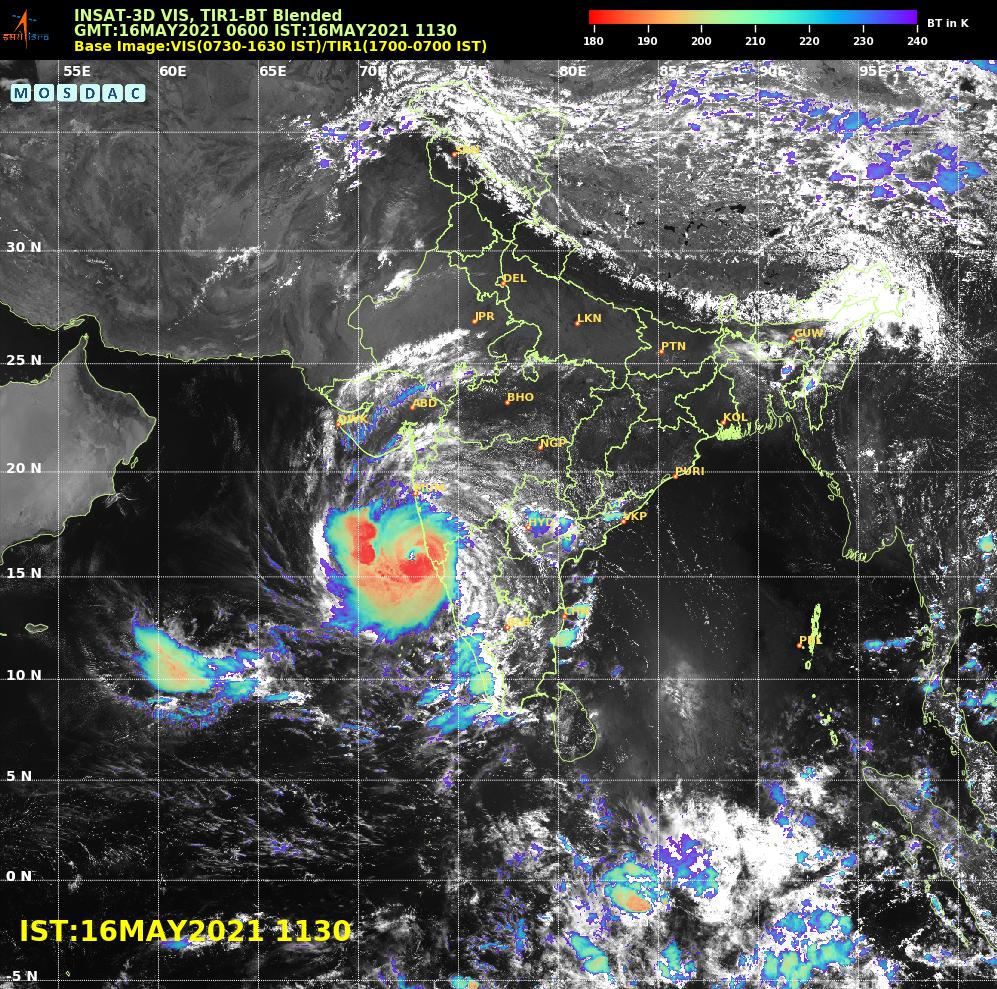 INSAT-3D VIS, TIR1-BT Blended
GMT:16MAY2021 0600 IST:16MAY2021 1130
Base Image:VIS(0730-1630 IST)/TIR1(1700-0700 IST)
BT in K
180 190 200 210 220 230 240
55E 60E 65E 70E 75E 80E 85E 90E 95E
MOSDAC
30 N
DEL
JPR
LKN
GUW
PTN
25 N
BHO
ABD
DWK
KOL
NGP
20 N
PURI
MUM
VKP
HYD
15 N
CHN
10 N
5 N
0 N
IST:16MAY2021 1130
-5 N